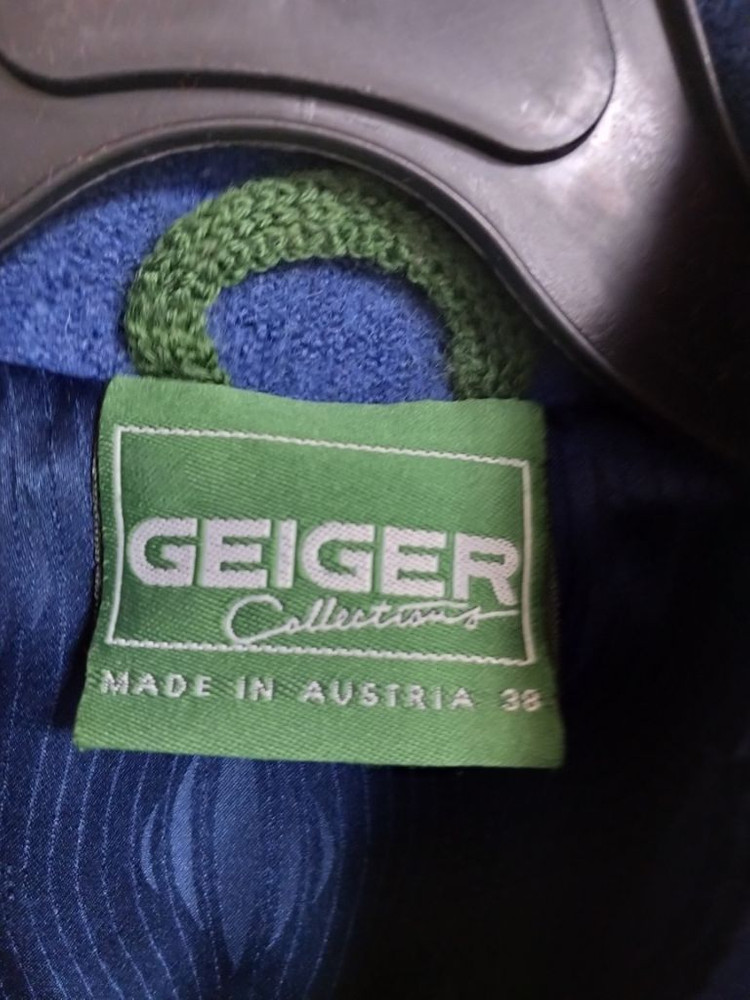 GEIGER
Collections
MADE IN AUSTRIA 38